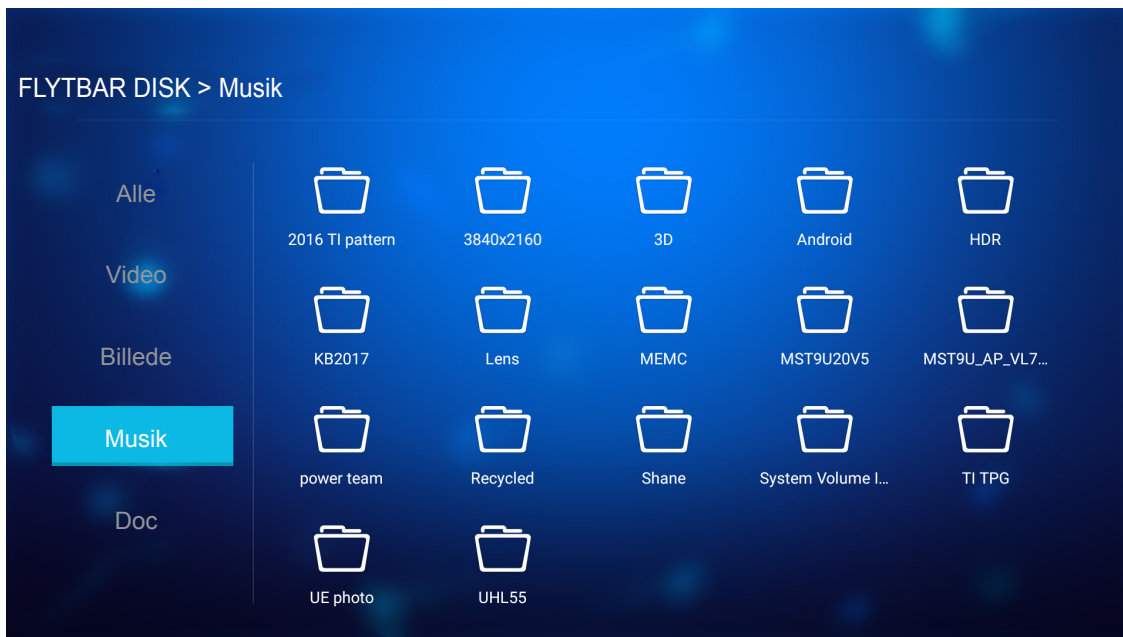 FLYTBAR DISK > Musik
Alle
Video
Billede
Musik
Doc
2016 TI pattern
3840x2160
3D
Android
HDR
KB2017
Lens
MEMC
MST9U20V5
MST9U_AP_VL7...
power team
Recycled
Shane
System Volume I...
TI TPG
UE photo
UHL55